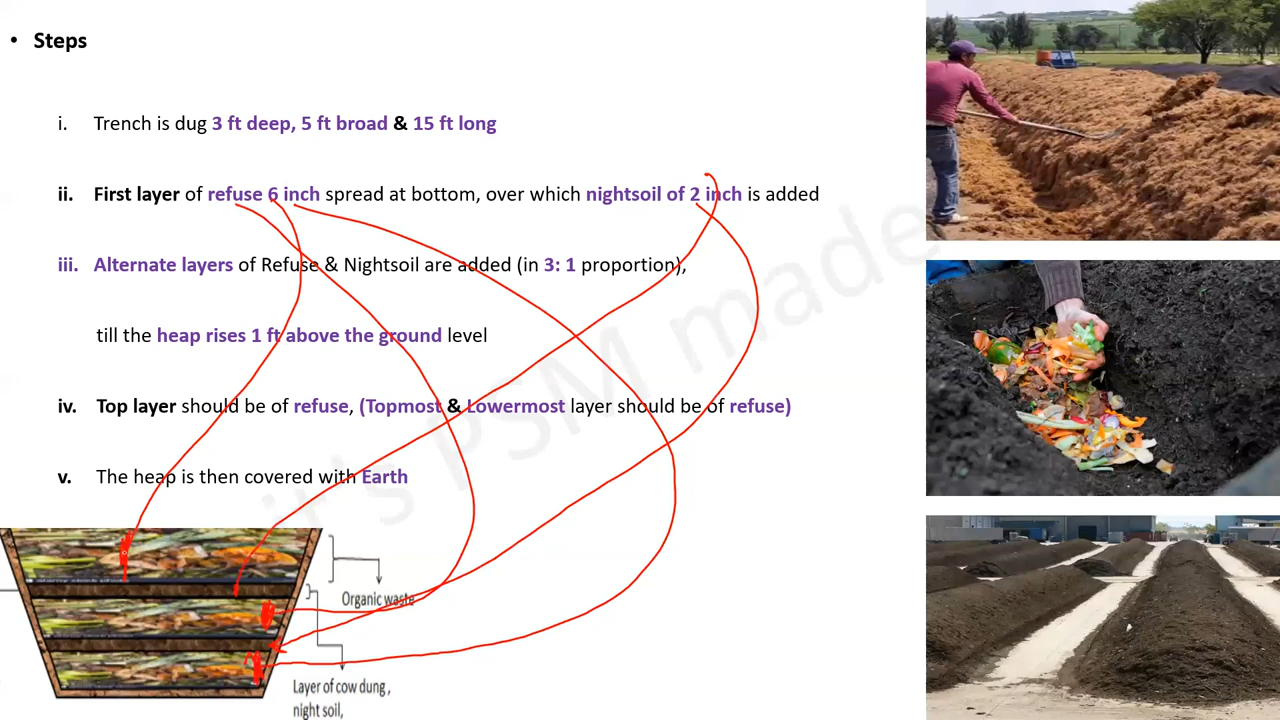 • Steps
i. Trench is dug 3 ft deep, 5 ft broad & 15 ft long
ii. First layer of refuse 6 inch spread at bottom, over which nightsoil of 2 inch is added
iii. Alternate layers of Refuse & Nightsoil are added (in 3: 1 proportion),
till the heap rises 1 ft above the ground level
iv. Top layer should be of refuse, (Topmost & Lowermost layer should be of refuse)
v. The heap is then covered with Earth
it's PSM made
Organic waste
Layer of cow dung,
night soil,